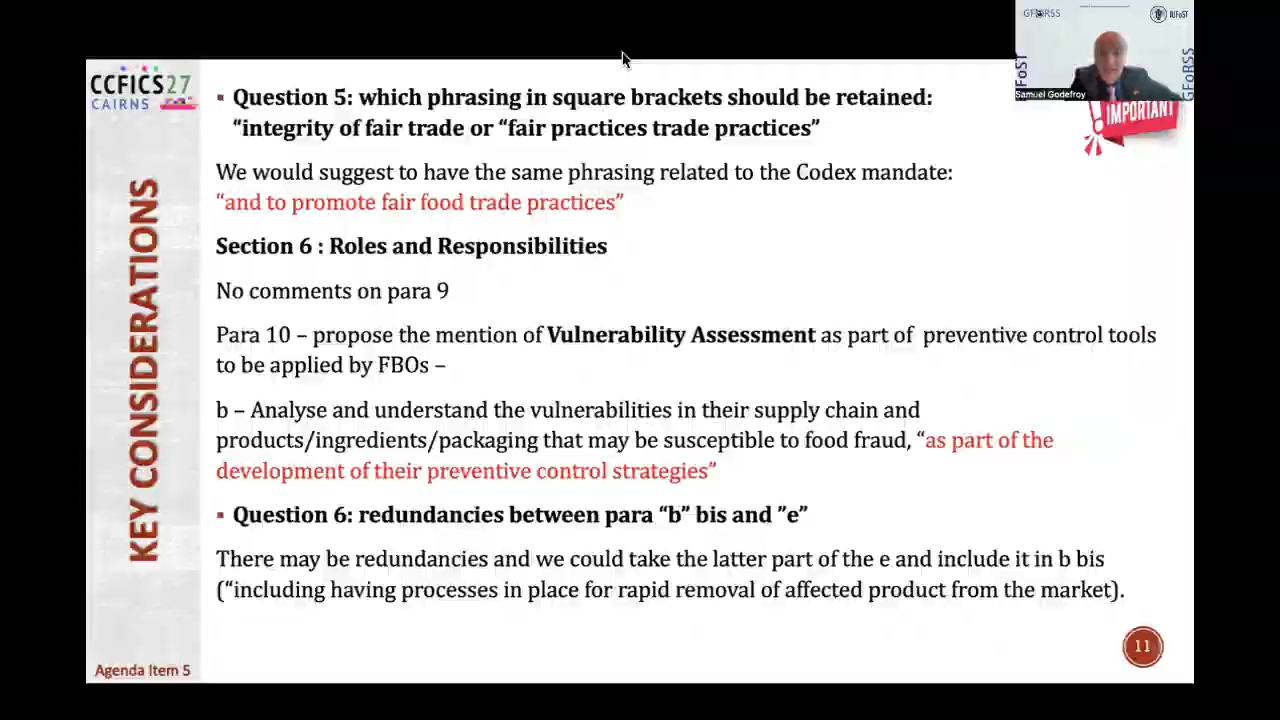 CCFICS27
CAIRNS
KEY CONSIDERATIONS
Agenda Item 5
▪ Question 5: which phrasing in square brackets should be retained:
“integrity of fair trade or “fair practices trade practices”
We would suggest to have the same phrasing related to the Codex mandate:
“and to promote fair food trade practices”
Section 6 : Roles and Responsibilities
No comments on para 9
Para 10 – propose the mention of Vulnerability Assessment as part of preventive control tools
to be applied by FBOs –
b – Analyse and understand the vulnerabilities in their supply chain and
products/ingredients/packaging that may be susceptible to food fraud, “as part of the
development of their preventive control strategies”
▪ Question 6: redundancies between para “b” bis and ”e”
There may be redundancies and we could take the latter part of the e and include it in b bis
(“including having processes in place for rapid removal of affected product from the market).
11
GFoRSS
IUFoST
FoST
GFoRSS
Samuel Godefroy
IMPORTANT